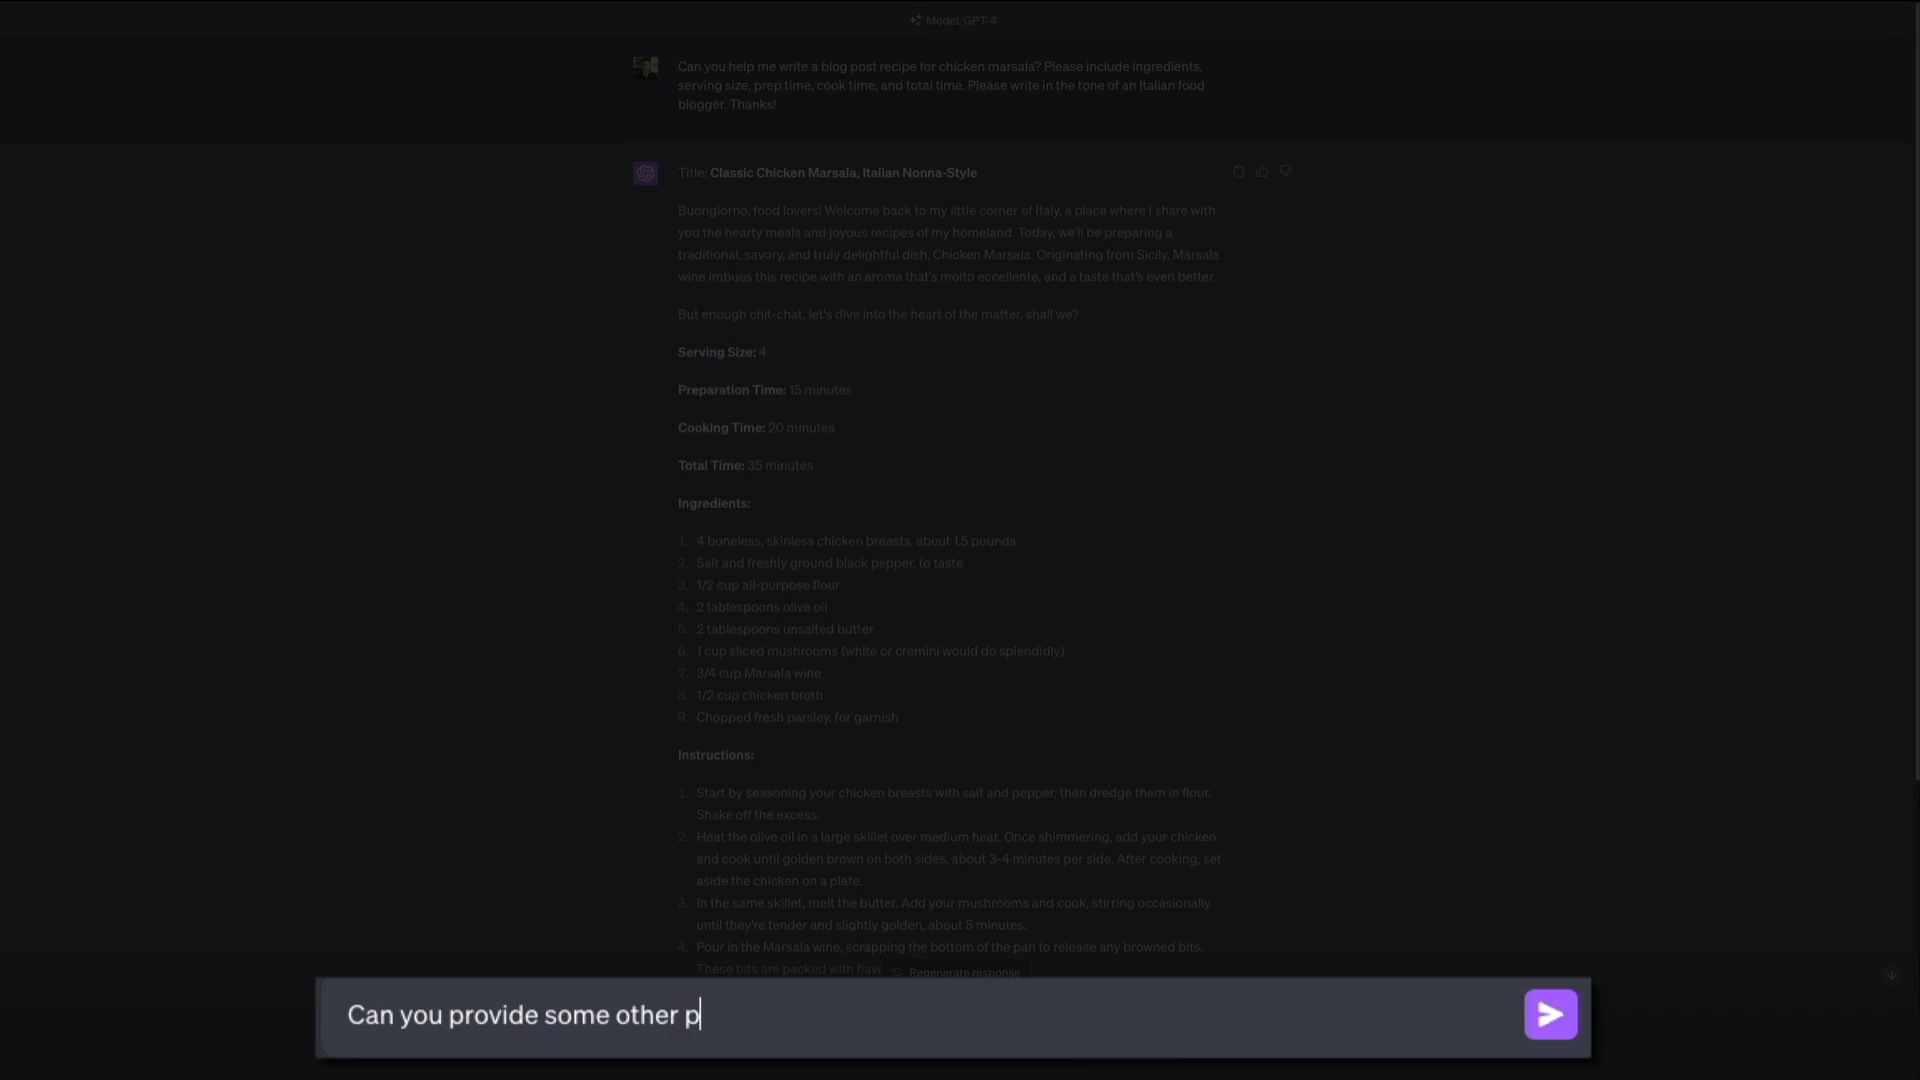 Model: GPT-4
Can you help me write a blog post recipe for chicken marsala? Please include ingredients,
serving size, prep time, cook time, and total time. Please write in the tone of an Italian food
blogger. Thanks!
Title: Classic Chicken Marsala, Italian Nonna-Style
Buongiorno, food lovers! Welcome back to my little corner of Italy, a place where I share with
you the hearty meals and joyous recipes of my homeland. Today, we'll be preparing a
traditional, savory, and truly delightful dish, Chicken Marsala. Originating from Sicily, Marsala
wine imbues this recipe with an aroma that's molto eccellente, and a taste that's even better.
But enough chit-chat, let's dive into the heart of the matter, shall we?
Serving Size: 4
Preparation Time: 15 minutes
Cooking Time: 20 minutes
Total Time: 35 minutes
Ingredients:
1. 4 boneless, skinless chicken breasts, about 1.5 pounds
2. Salt and freshly ground black pepper, to taste
3. 1/2 cup all-purpose flour
4. 2 tablespoons olive oil
5. 2 tablespoons unsalted butter
6. 1 cup sliced mushrooms (white or cremini would do splendidly)
7. 3/4 cup Marsala wine
8. 1/2 cup chicken broth
9. Chopped fresh parsley, for garnish
Instructions:
1. Start by seasoning your chicken breasts with salt and pepper, then dredge them in flour.
Shake off the excess.
2. Heat the olive oil in a large skillet over medium heat. Once shimmering, add your chicken
and cook until golden brown on both sides, about 3-4 minutes per side. After cooking, set
aside the chicken on a plate.
3. In the same skillet, melt the butter. Add your mushrooms and cook, stirring occasionally
until they're tender and slightly golden, about 5 minutes.
4. Pour in the Marsala wine, scrapping the bottom of the pan to release any browned bits.
These bits are packed with flavo
Regenerate response
Can you provide some other p